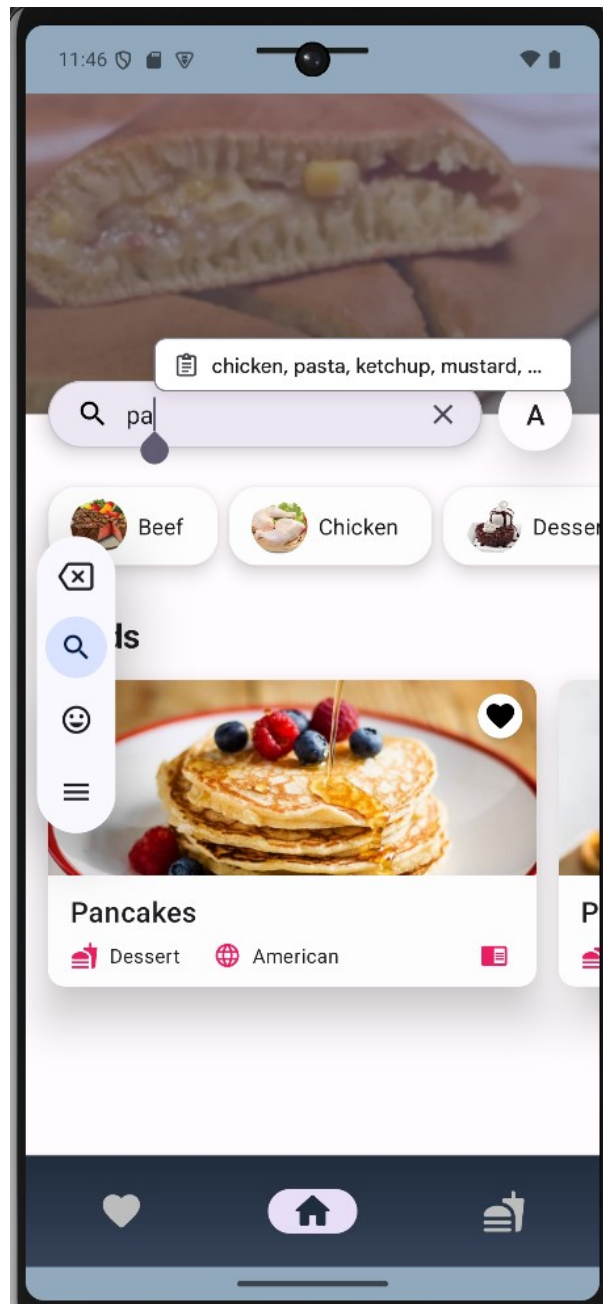 11:46
chicken, pasta, ketchup, mustard, ...
pa
A
Beef
Chicken
Desser
ds
Pancakes
P
Dessert
American